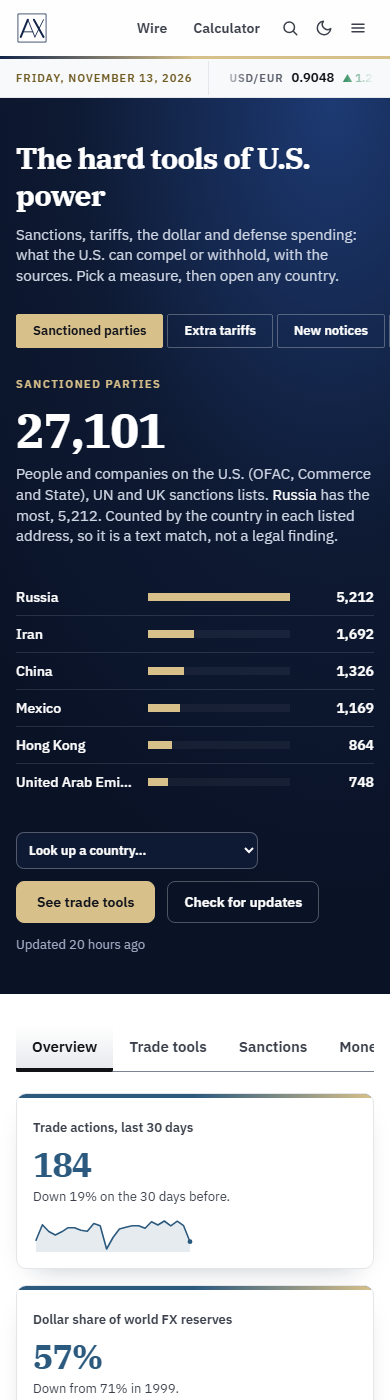 AX
Wire Calculator
FRIDAY, NOVEMBER 13, 2026 USD/EUR 0.9048 ▲1.2
The hard tools of U.S.
power
Sanctions, tariffs, the dollar and defense spending:
what the U.S. can compel or withhold, with the
sources. Pick a measure, then open any country.
Sanctioned parties Extra tariffs New notices
SANCTIONED PARTIES
27,101
People and companies on the U.S. (OFAC, Commerce
and State), UN and UK sanctions lists. Russia has the
most, 5,212. Counted by the country in each listed
address, so it is a text match, not a legal finding.
Russia 5,212
Iran 1,692
China 1,326
Mexico 1,169
Hong Kong 864
United Arab Emi... 748
Look up a country...
See trade tools Check for updates
Updated 20 hours ago
Overview Trade tools Sanctions Mone
Trade actions, last 30 days
184
Down 19% on the 30 days before.
Dollar share of world FX reserves
57%
Down from 71% in 1999.